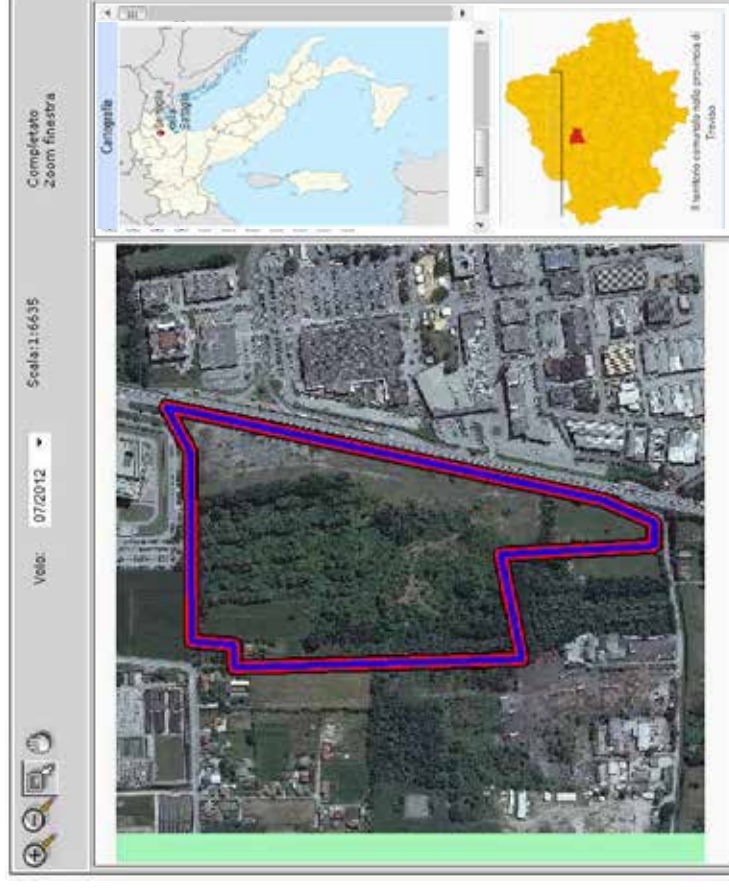 Volo: 07/2012 Scala:1:6635 Completato
Zoom finestra
Cartografia
Il territorio comunale nella provincia di
Treviso